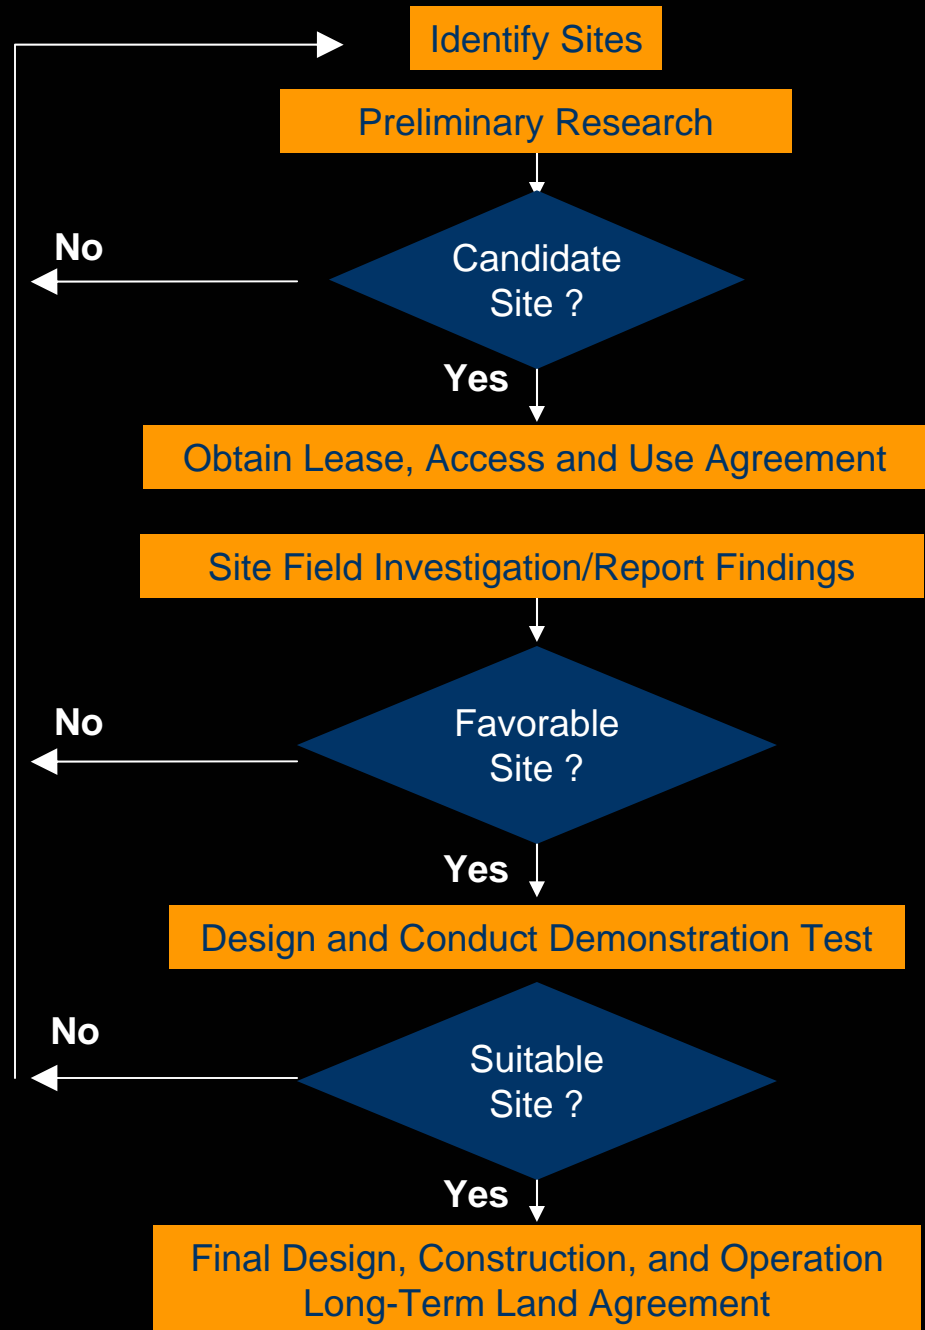 Identify Sites
Preliminary Research
No
Candidate
Site ?
Yes
Obtain Lease, Access and Use Agreement
Site Field Investigation/Report Findings
No
Favorable
Site ?
Yes
Design and Conduct Demonstration Test
No
Suitable
Site ?
Yes
Final Design, Construction, and Operation
Long-Term Land Agreement